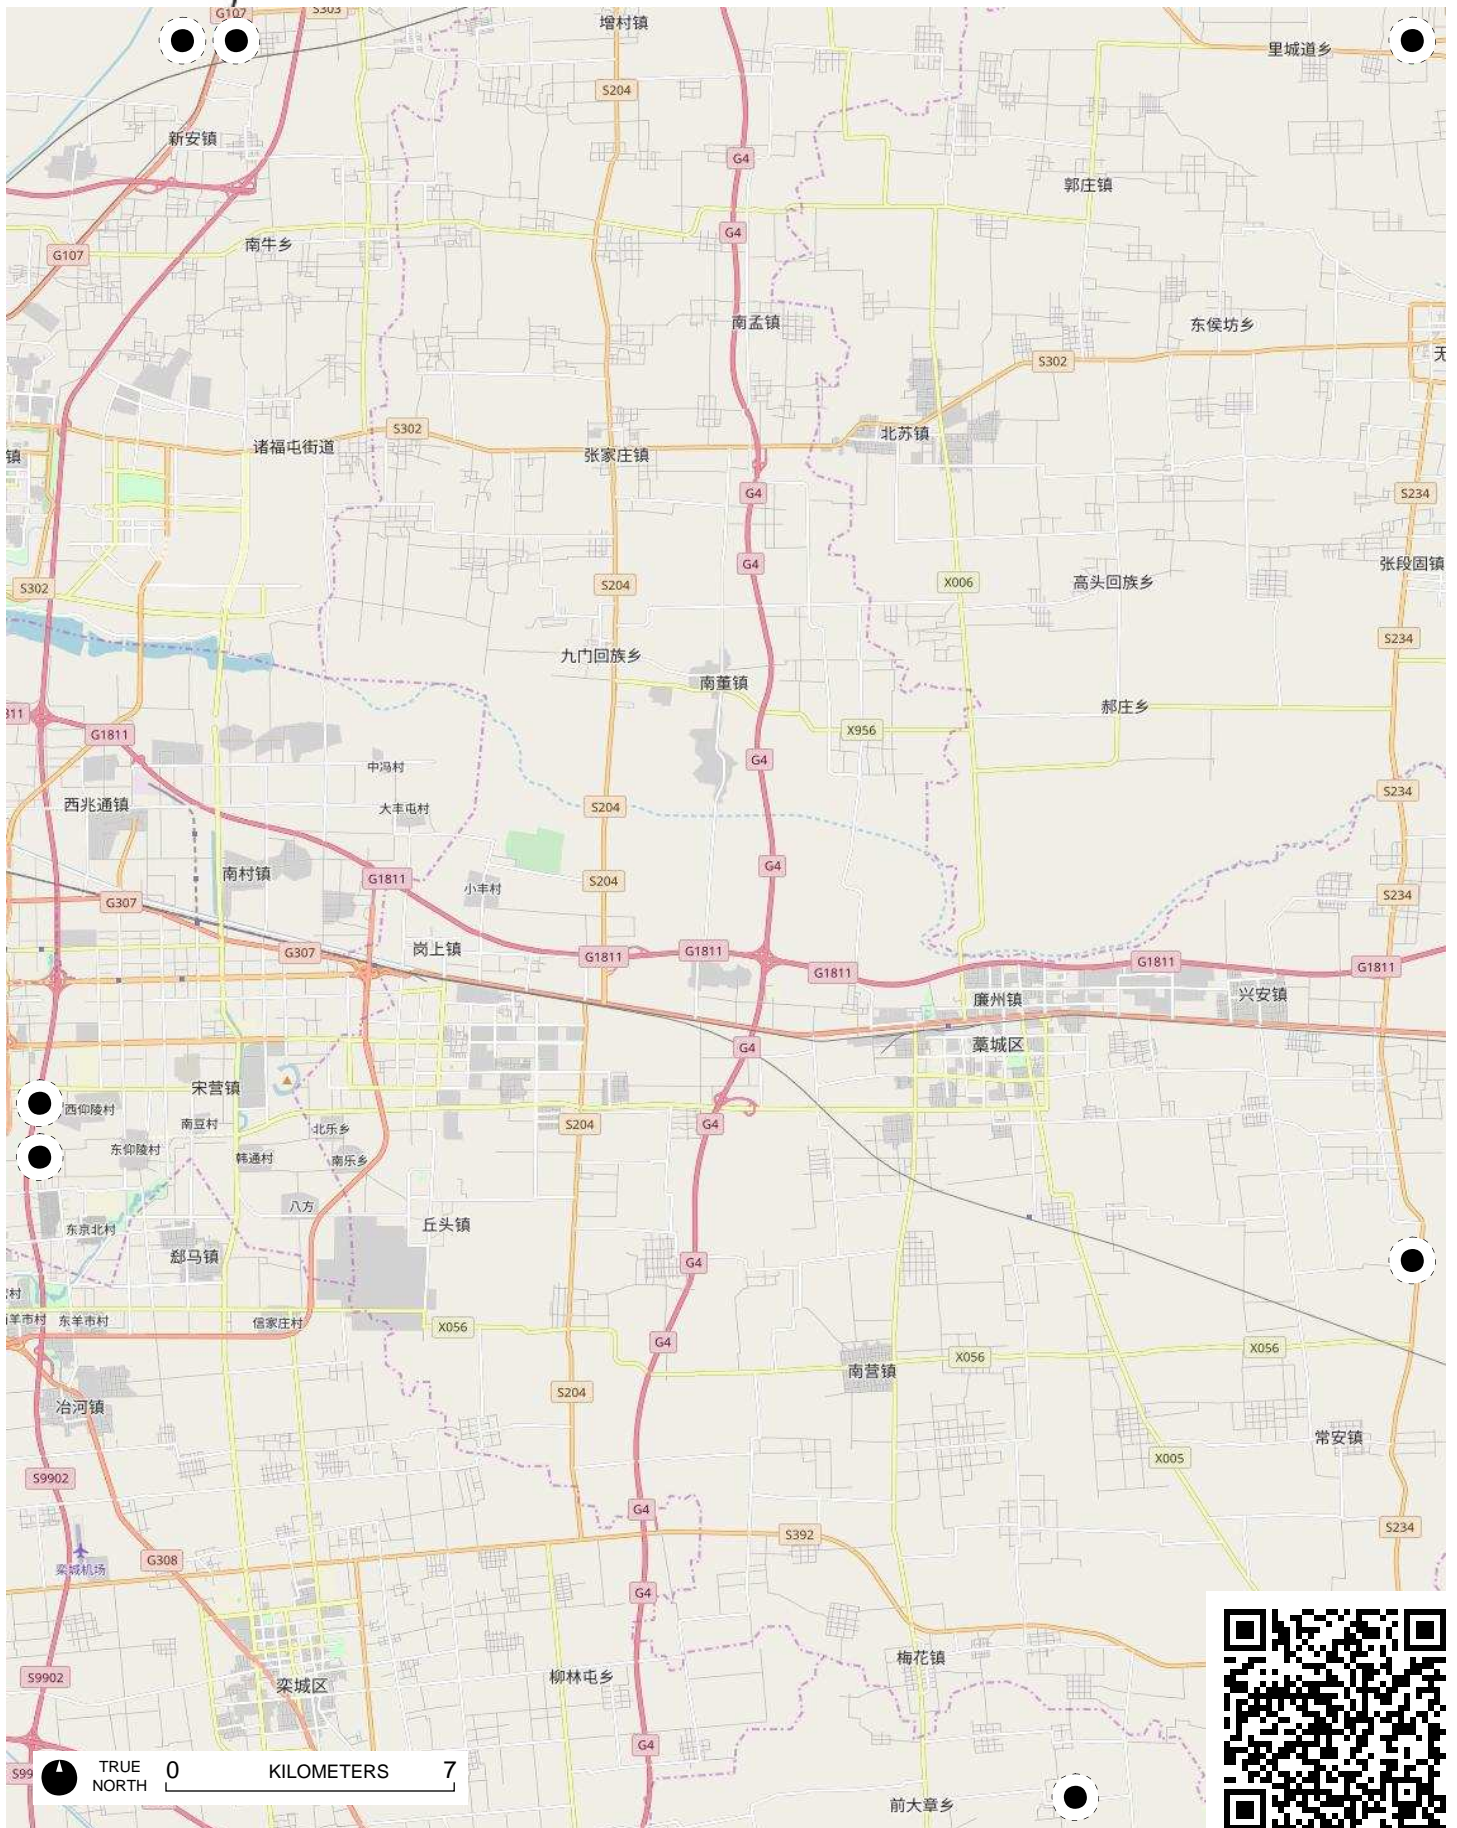 G107
S303
增村镇
里城道乡
S204
新安镇
G4
郭庄镇
G4
南牛乡
G107
南孟镇
东侯坊乡
S302
无
S302
北苏镇
诸福屯街道
张家庄镇
镇
G4
S234
G4
张段固镇
X006
高头回族乡
S302
S204
S234
九门回族乡
南董镇
郝庄乡
311
G1811
X956
G4
中冯村
S234
西兆通镇
大丰屯村
S204
G4
南村镇
G1811
小丰村
S204
S234
G307
G307
岗上镇
G1811
G1811
G1811
G1811
G1811
廉州镇
兴安镇
G4
藁城区
宋营镇
西仰陵村
南豆村
北乐乡
S204
G4
东仰陵村
韩通村
南乐乡
八方
东京北村
丘头镇
郄马镇
G4
村
羊市村
东羊市村
信家庄村
X056
G4
X056
X056
南营镇
S204
冶河镇
常安镇
X005
S9902
G4
S234
S392
G308
栾城机场
G4
梅花镇
S9902
柳林屯乡
栾城区
G4
S99
TRUE NORTH
0 KILOMETERS 7
前大章乡